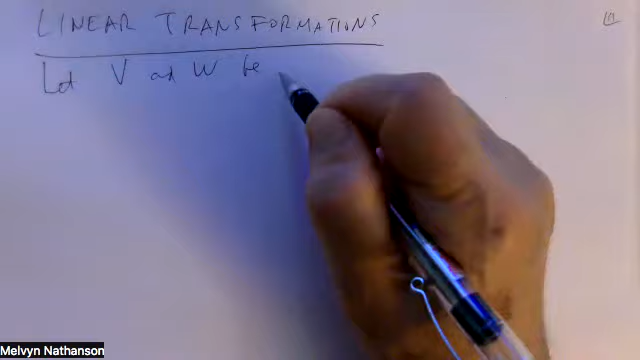 LINEAR TRANSFORMATIONS
Let V and W be
Melvyn Nathanson